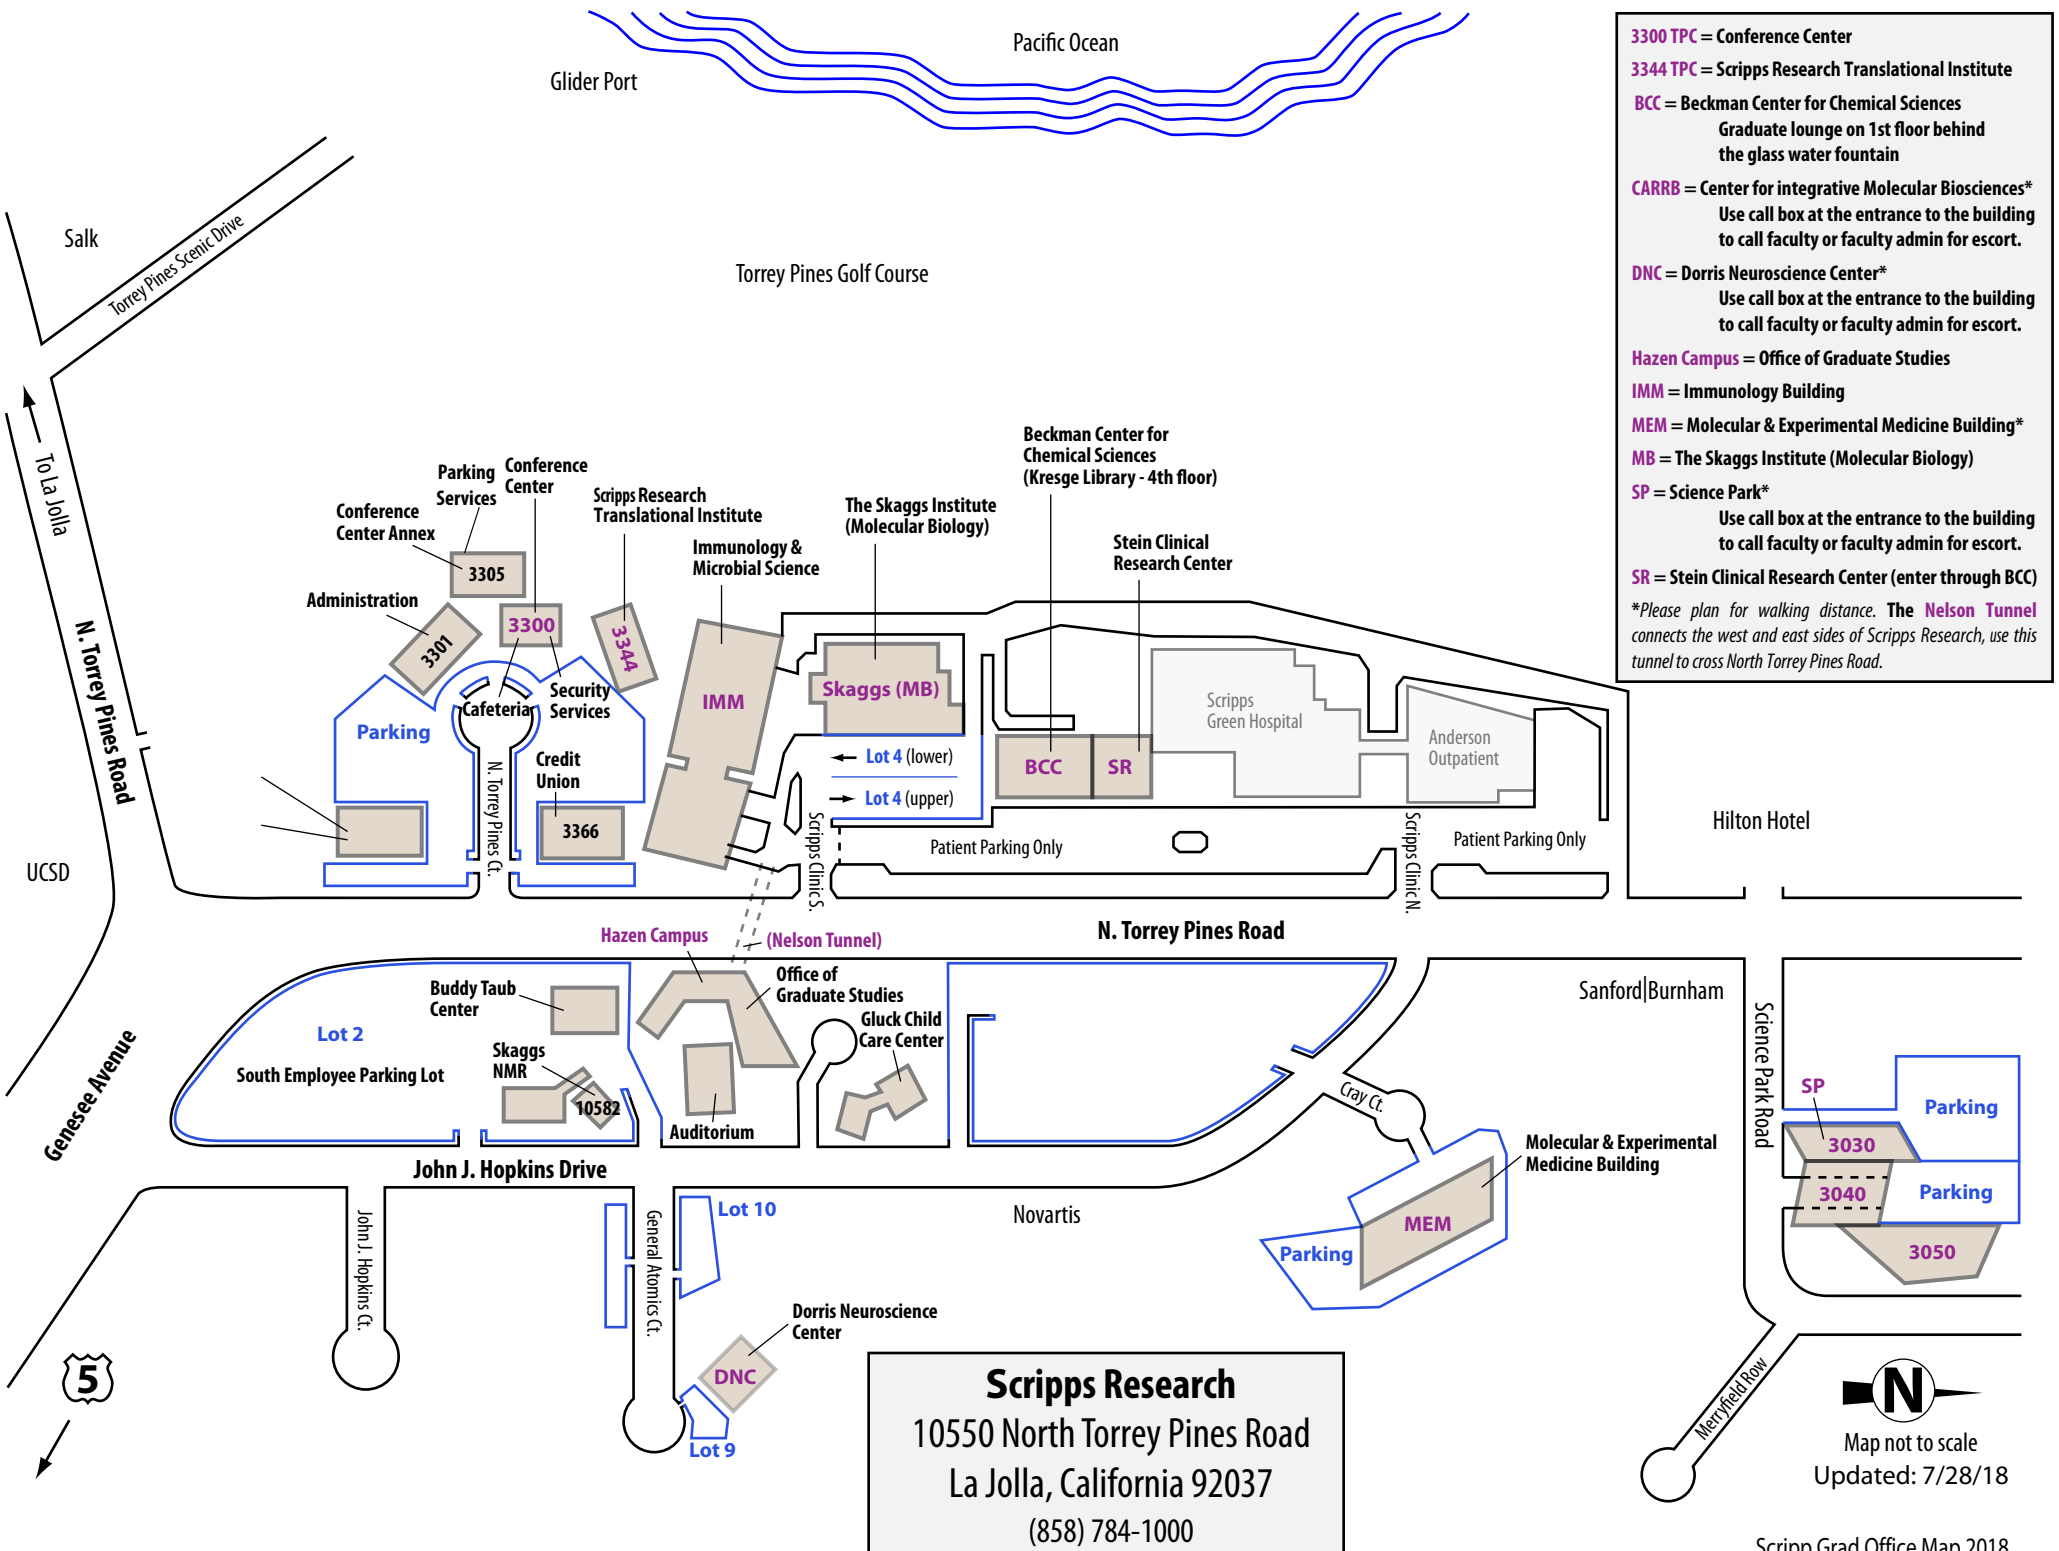 Pacific Ocean
Glider Port
Salk
Torrey Pines Scenic Drive
Torrey Pines Golf Course
3300 TPC = Conference Center
3344 TPC = Scripps Research Translational Institute
BCC = Beckman Center for Chemical Sciences
Graduate lounge on 1st floor behind
the glass water fountain
CARRB = Center for integrative Molecular Biosciences*
Use call box at the entrance to the building
to call faculty or faculty admin for escort.
DNC = Dorris Neuroscience Center*
Use call box at the entrance to the building
to call faculty or faculty admin for escort.
Hazen Campus = Office of Graduate Studies
IMM = Immunology Building
MEM = Molecular & Experimental Medicine Building*
MB = The Skaggs Institute (Molecular Biology)
SP = Science Park*
Use call box at the entrance to the building
to call faculty or faculty admin for escort.
SR = Stein Clinical Research Center (enter through BCC)
*Please plan for walking distance. The Nelson Tunnel
connects the west and east sides of Scripps Research, use this
tunnel to cross North Torrey Pines Road.
To La Jolla
N. Torrey Pines Road
UCSD
Parking
Services
Conference
Center
Conference
Center Annex
Scripps Research
Translational Institute
Administration
3305
3301
3300
3344
Immunology &
Microbial Science
The Skaggs Institute
(Molecular Biology)
Beckman Center for
Chemical Sciences
(Kresge Library - 4th floor)
Stein Clinical
Research Center
Security
Services
Cafeteria
Parking
Credit
Union
3366
N. Torrey Pines Ct.
IMM
Skaggs (MB)
Lot 4 (lower)
Lot 4 (upper)
BCC
SR
Scripps
Green Hospital
Anderson
Outpatient
Scripps Clinic S.
Patient Parking Only
Scripps Clinic N.
Patient Parking Only
Hilton Hotel
N. Torrey Pines Road
Hazen Campus
(Nelson Tunnel)
Office of
Graduate Studies
Buddy Taub
Center
Lot 2
South Employee Parking Lot
Skaggs
NMR
10582
Auditorium
Gluck Child
Care Center
Genesee Avenue
John J. Hopkins Drive
John J. Hopkins Ct.
General Atomics Ct.
Lot 10
Novartis
Cray Ct.
Molecular & Experimental
Medicine Building
MEM
Parking
Sanford|Burnham
Science Park Road
SP
Parking
3030
3040
Parking
3050
Dorris Neuroscience
Center
DNC
Lot 9
5
Scripps Research
10550 North Torrey Pines Road
La Jolla, California 92037
(858) 784-1000
Merryfield Row
N
Map not to scale
Updated: 7/28/18
Scripp Grad Office Map 2018